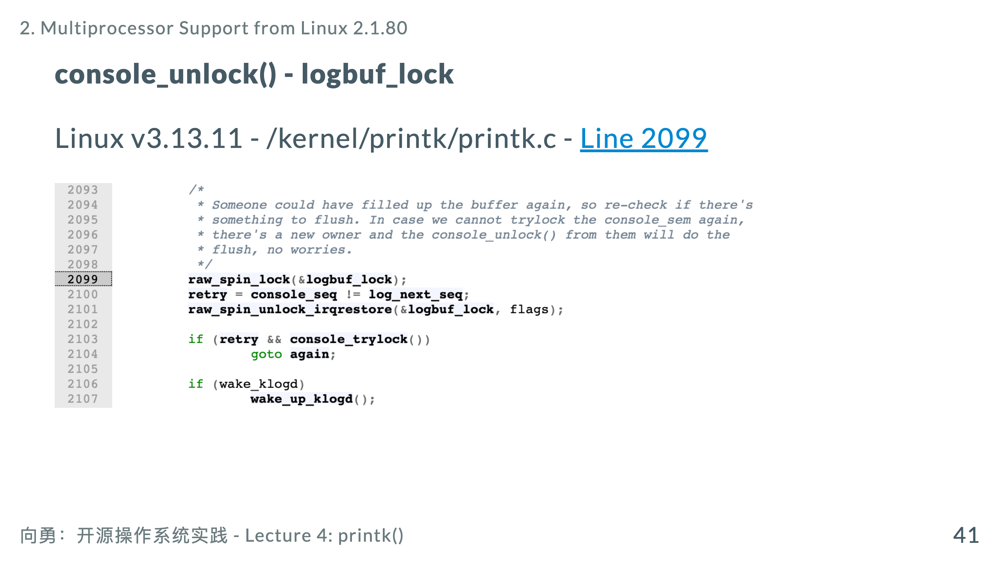 2. Multiprocessor Support from Linux 2.1.80
console_unlock() - logbuf_lock
Linux v3.13.11 - /kernel/printk/printk.c - Line 2099
2093 /*
2094 * Someone could have filled up the buffer again, so re-check if there's
2095 * something to flush. In case we cannot trylock the console_sem again,
2096 * there's a new owner and the console_unlock() from them will do the
2097 * flush, no worries.
2098 */
2099 raw_spin_lock(&logbuf_lock);
2100 retry = console_seq != log_next_seq;
2101 raw_spin_unlock_irqrestore(&logbuf_lock, flags);
2102
2103 if (retry && console_trylock())
2104 goto again;
2105
2106 if (wake_klogd)
2107 wake_up_klogd();
向勇：开源操作系统实践 - Lecture 4: printk()
41